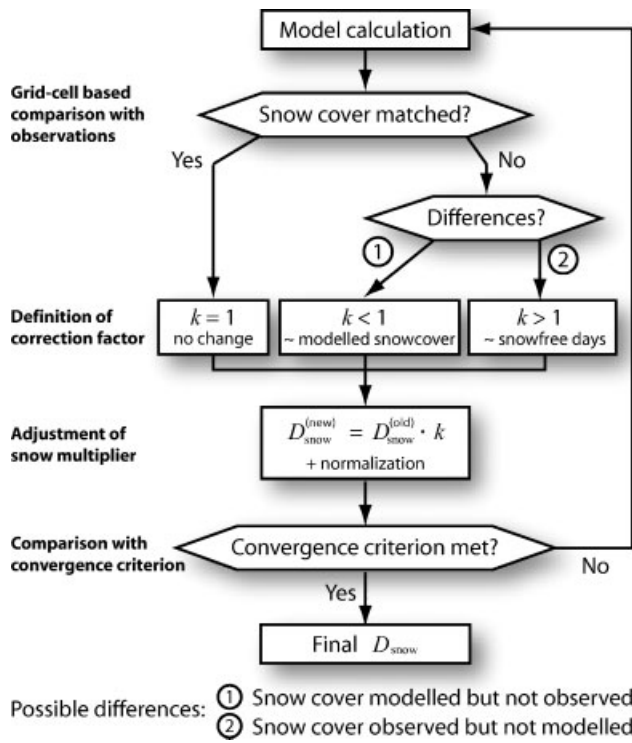 Model calculation
Grid-cell based
comparison with
observations
Snow cover matched?
Yes
No
Differences?
1
2
Definition of
correction factor
k = 1
no change
k < 1
~ modelled snowcover
k > 1
~ snowfree days
Adjustment of
snow multiplier
D_snow^(new) = D_snow^(old) · k
+ normalization
Comparison with
convergence criterion
Convergence criterion met?
No
Yes
Final D_snow
Possible differences:
1 Snow cover modelled but not observed
2 Snow cover observed but not modelled